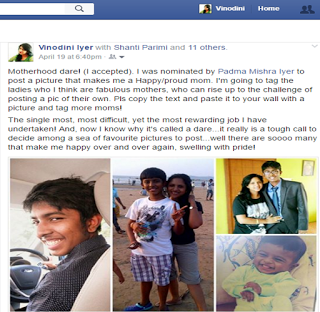 Vinodini Home
Vinodini Iyer with Shanti Parimi and 11 others.
April 19 at 6:40pm ·
Motherhood dare! (I accepted). I was nominated by Padma Mishra Iyer to
post a picture that makes me a Happy/proud mom. I'm going to tag the
ladies who I think are fabulous mothers, who can rise up to the challenge of
posting a pic of their own. Pls copy the text and paste it to your wall with a
picture and tag more moms!
The single most, most difficult, yet the most rewarding job I have
undertaken! And, now I know why it's called a dare...it really is a tough call to
decide among a sea of favourite pictures to post...well there are soooo many
that make me happy over and over again, swelling with pride!